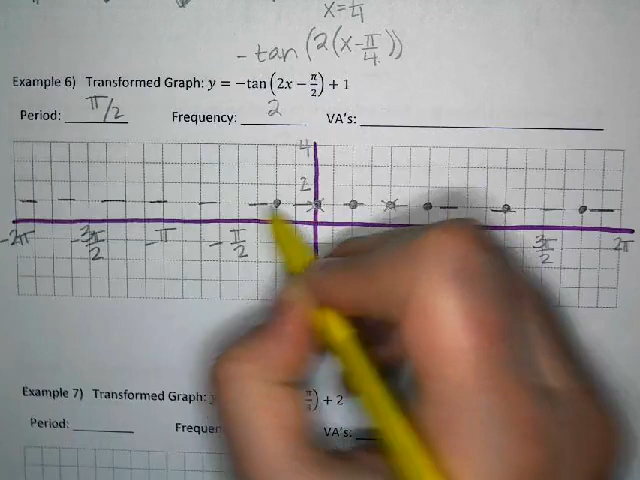 x = π/4
-tan(2(x-π/4))
Example 6) Transformed Graph: y = -tan(2x - π/2) + 1
Period: π/2 Frequency: 2 VA's:
4
2
-2π -3π/2 -π -π/2 3π/2 2π
Example 7) Transformed Graph: + 2
Period: Frequen VA's: